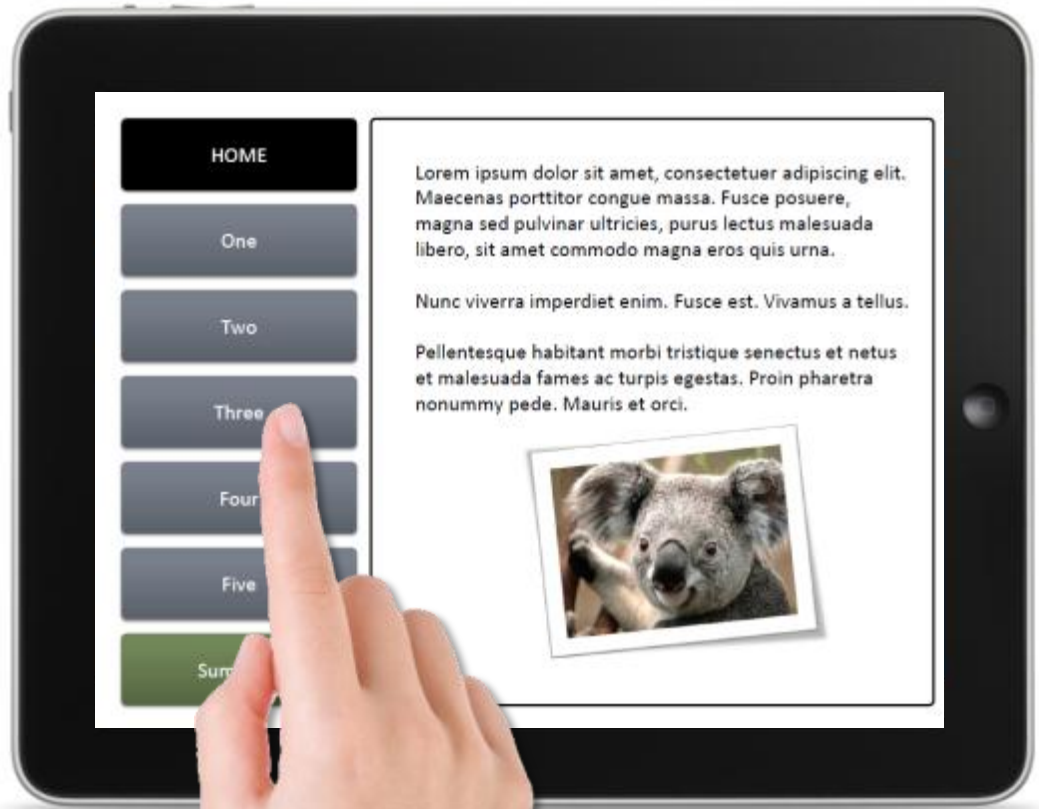 HOME
One
Two
Three
Four
Five
Lorem ipsum dolor sit amet, consectetuer adipiscing elit.
Maecenas porttitor congue massa. Fusce posuere,
magna sed pulvinar ultricies, purus lectus malesuada
libero, sit amet commodo magna eros quis urna.
Nunc viverra imperdiet enim. Fusce est. Vivamus a tellus.
Pellentesque habitant morbi tristique senectus et netus
et malesuada fames ac turpis egestas. Proin pharetra
nonummy pede. Mauris et orci.